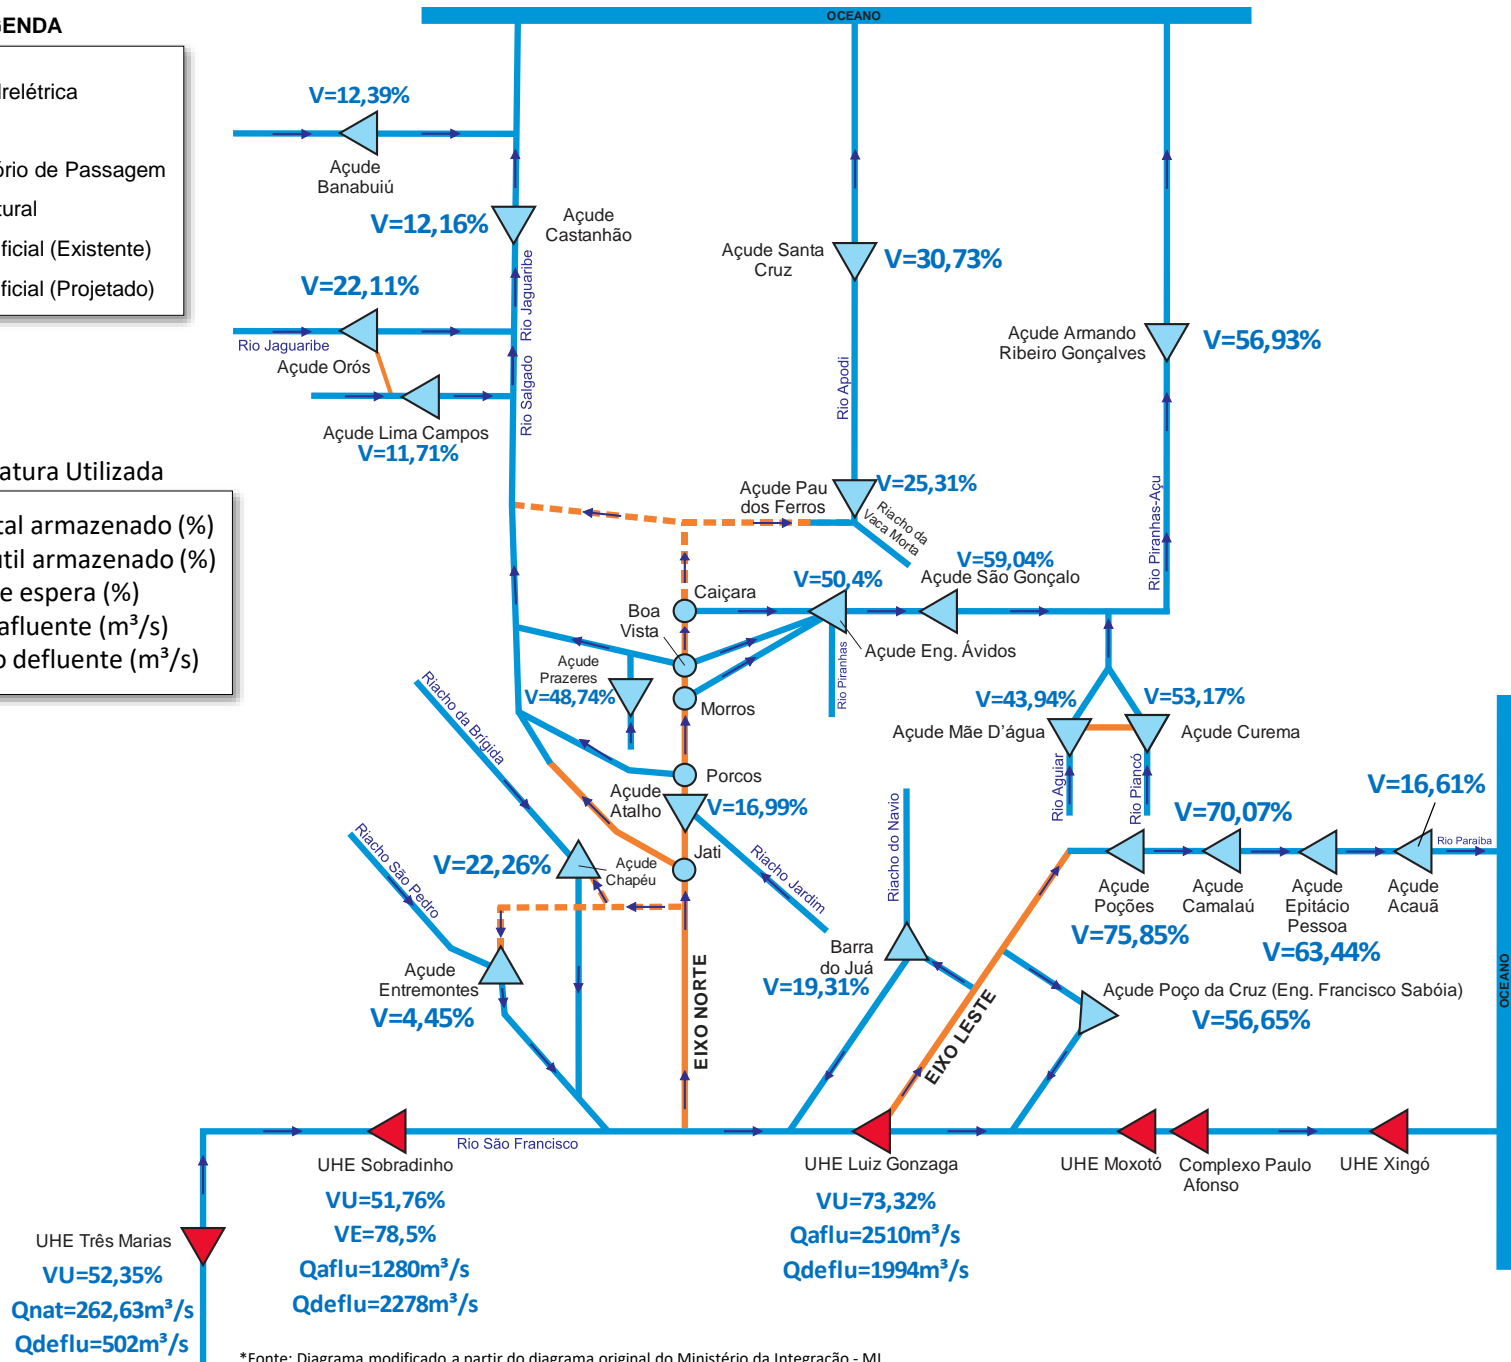 OCEANO
GENDA
drelétrica
ório de Passagem
tural
ificial (Existente)
ificial (Projetado)
V=12,39%
Açude
Banabuiú
V=12,16%
Açude
Castanhão
Açude Santa
Cruz
V=30,73%
V=22,11%
Rio Jaguaribe
Rio Jaguaribe
Açude Orós
Açude Armando
Ribeiro Gonçalves
V=56,93%
Rio Salgado
Rio Apodi
Açude Lima Campos
V=11,71%
atura Utilizada
tal armazenado (%)
útil armazenado (%)
e espera (%)
afluente (m³/s)
o defluente (m³/s)
Açude Pau
dos Ferros
V=25,31%
Riacho da
Vaca Morta
Rio Piranhas-Açu
V=59,04%
Açude São Gonçalo
V=50,4%
Caiçara
Boa
Vista
Açude Eng. Ávidos
Rio Piranhas
Açude
Prazeres
V=48,74%
Morros
Riacho da Brígida
V=43,94%
V=53,17%
Açude Mãe D’água
Açude Curema
Rio Aguiar
Rio Piancó
Porcos
Açude
Atalho
V=16,99%
Riacho do Navio
V=16,61%
V=70,07%
Rio Paraíba
Riacho São Pedro
V=22,26%
Açude
Chapéu
Jati
Riacho Jardim
Açude
Poções
Açude
Camalaú
Açude
Epitácio
Pessoa
Açude
Acauã
V=75,85%
V=63,44%
Barra
do Juá
V=19,31%
Açude
Entremontes
V=4,45%
EIXO NORTE
EIXO LESTE
Açude Poço da Cruz (Eng. Francisco Sabóia)
V=56,65%
OCEANO
Rio São Francisco
UHE Sobradinho
VU=51,76%
VE=78,5%
Qaflu=1280m³/s
Qdeflu=2278m³/s
UHE Luiz Gonzaga
VU=73,32%
Qaflu=2510m³/s
Qdeflu=1994m³/s
UHE Moxotó
Complexo Paulo
Afonso
UHE Xingó
UHE Três Marias
VU=52,35%
Qnat=262,63m³/s
Qdeflu=502m³/s
*Fonte: Diagrama modificado a partir do diagrama original do Ministério da Integração - MI